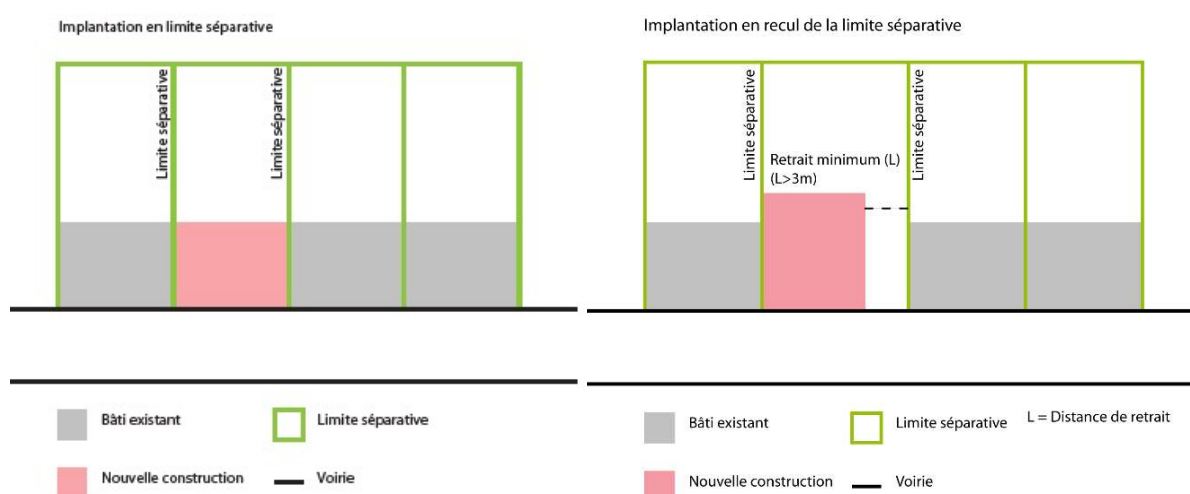 Implantation en limite séparative
Limite séparative
Limite séparative
Bâti existant
Limite séparative
Nouvelle construction
Voirie
Implantation en recul de la limite séparative
Limite séparative
Retrait minimum (L)
(L>3m)
Limite séparative
Bâti existant
Limite séparative
L = Distance de retrait
Nouvelle construction
Voirie